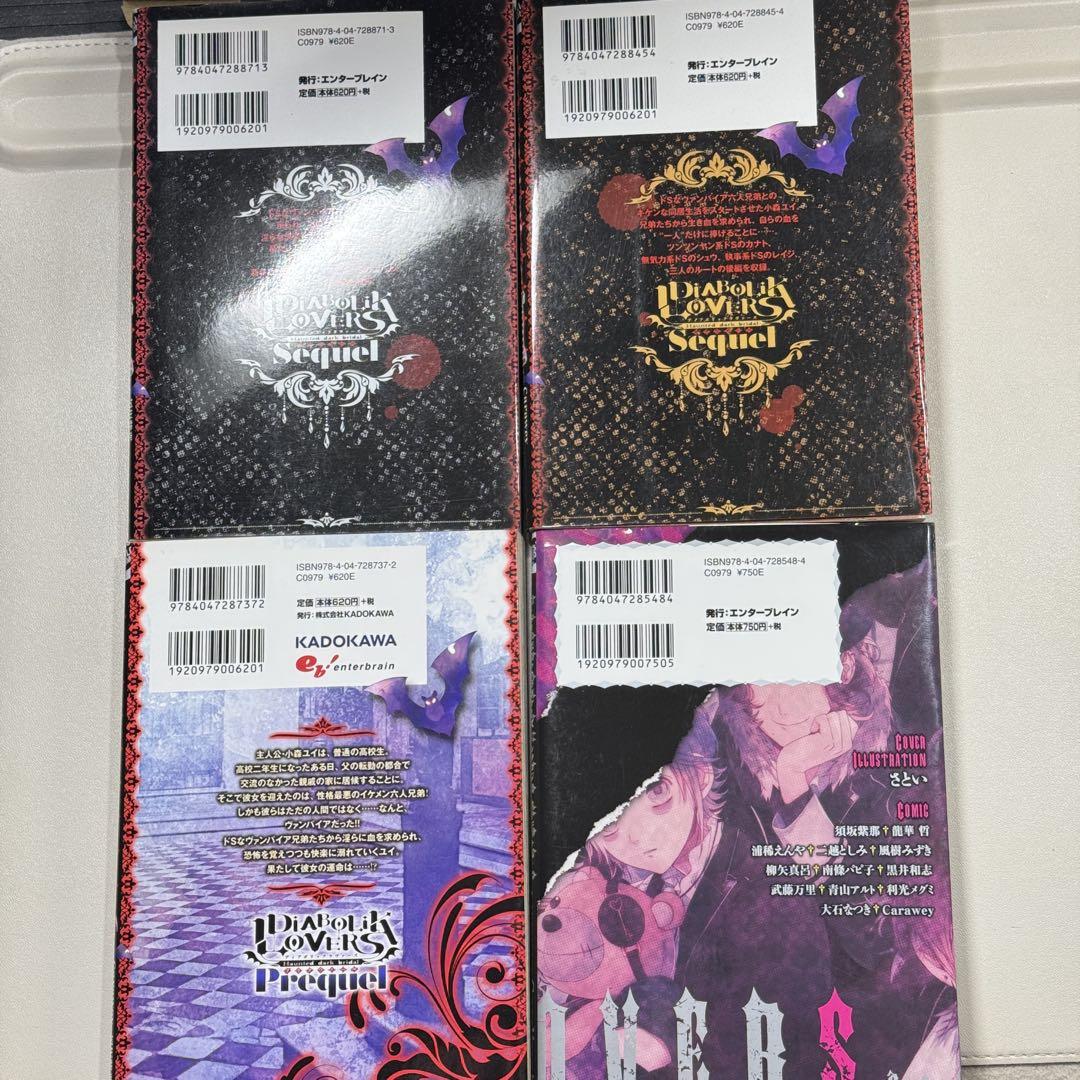 ISBN978-4-04-728871-3
C0979 ¥620E
9784047288713
発行:エンターブレイン
定価 本体620円 +税
1920979006201
DIABOLIK
LOVERS
Haunted dark bridal
Sequel
ISBN978-4-04-728845-4
C0979 ¥620E
9784047288454
発行:エンターブレイン
定価 本体620円 +税
1920979006201
ドSなヴァンパイア六人兄弟との
キケンな同居生活をスタートさせた小森ユイ。
兄弟たちから生き血を求められ、自らの血を
"一人"だけに捧げることに……。
ツンツンヤン系ドSのカナト、
無気力系ドSのシュウ、執事系ドSのレイジ、
三人のルートの後編を収録。
DIABOLIK
LOVERS
Haunted dark bridal
Sequel
ISBN978-4-04-728737-2
C0979 ¥620E
9784047287372
定価 本体620円 +税
発行:株式会社KADOKAWA
1920979006201
KADOKAWA
eb! enterbrain
主人公・小森ユイは、普通の高校生。
高校二年生になったある日、父の転勤の都合で
交流のなかった親戚の家に居候することに。
そこで彼女を迎えたのは、性格最悪のイケメン六人兄弟!
しかも彼らはただの人間ではなく……なんと、
ヴァンパイアだった!!
ドSなヴァンパイア兄弟たちから淫らに血を求められ、
恐怖を覚えつつも快楽に溺れていくユイ。
果たして彼女の運命は……!?
DIABOLIK
LOVERS
Haunted dark bridal
Prequel
ISBN978-4-04-728548-4
C0979 ¥750E
9784047285484
発行:エンターブレイン
定価 本体750円 +税
1920979007505
COVER
ILLUSTRATION
さとい
COMIC
須坂紫那†龍華 哲
浦稀えんや†二越としみ†風樹みずき
柳矢真呂†南條パピ子†黒井和志
武藤万里†青山アルト†利光メグミ
大石なつき†Carawey
OVERS